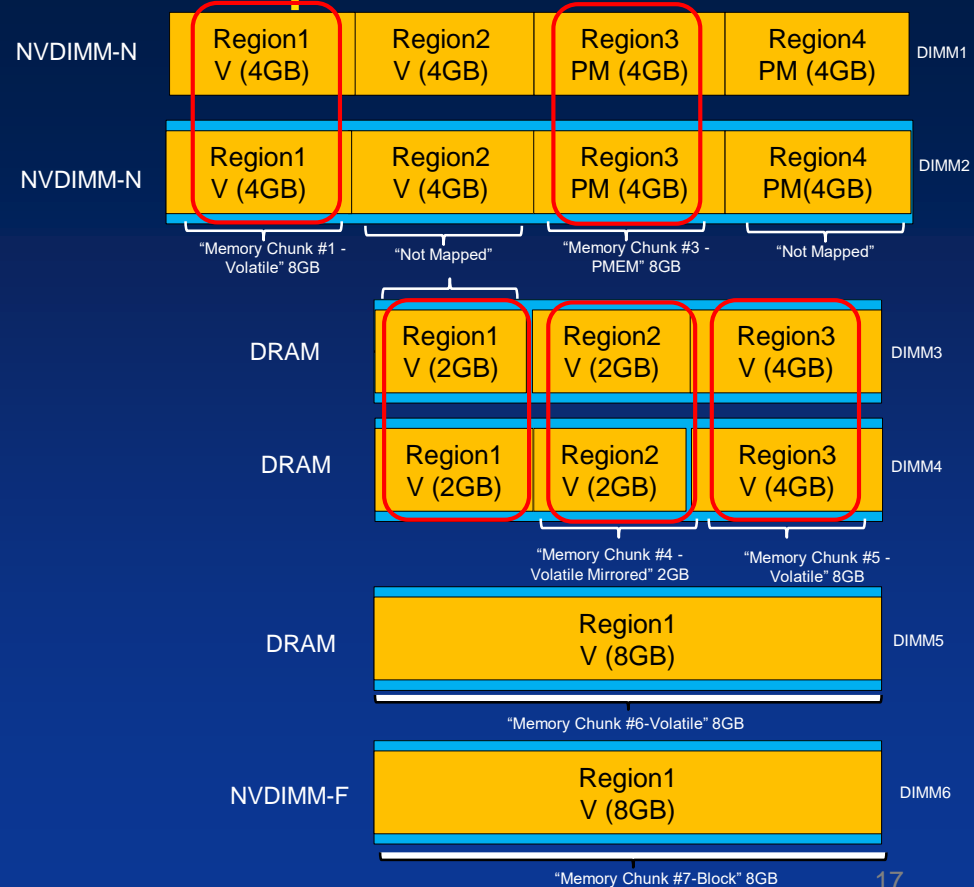 NVDIMM-N
Region1
V (4GB)
Region2
V (4GB)
Region3
PM (4GB)
Region4
PM (4GB)
DIMM1
NVDIMM-N
Region1
V (4GB)
Region2
V (4GB)
Region3
PM (4GB)
Region4
PM(4GB)
DIMM2
“Memory Chunk #1 -
Volatile” 8GB
“Not Mapped”
“Memory Chunk #3 -
PMEM” 8GB
“Not Mapped”
DRAM
Region1
V (2GB)
Region2
V (2GB)
Region3
V (4GB)
DIMM3
DRAM
Region1
V (2GB)
Region2
V (2GB)
Region3
V (4GB)
DIMM4
“Memory Chunk #4 -
Volatile Mirrored” 2GB
“Memory Chunk #5 -
Volatile” 8GB
DRAM
Region1
V (8GB)
DIMM5
“Memory Chunk #6-Volatile” 8GB
NVDIMM-F
Region1
V (8GB)
DIMM6
“Memory Chunk #7-Block” 8GB
17